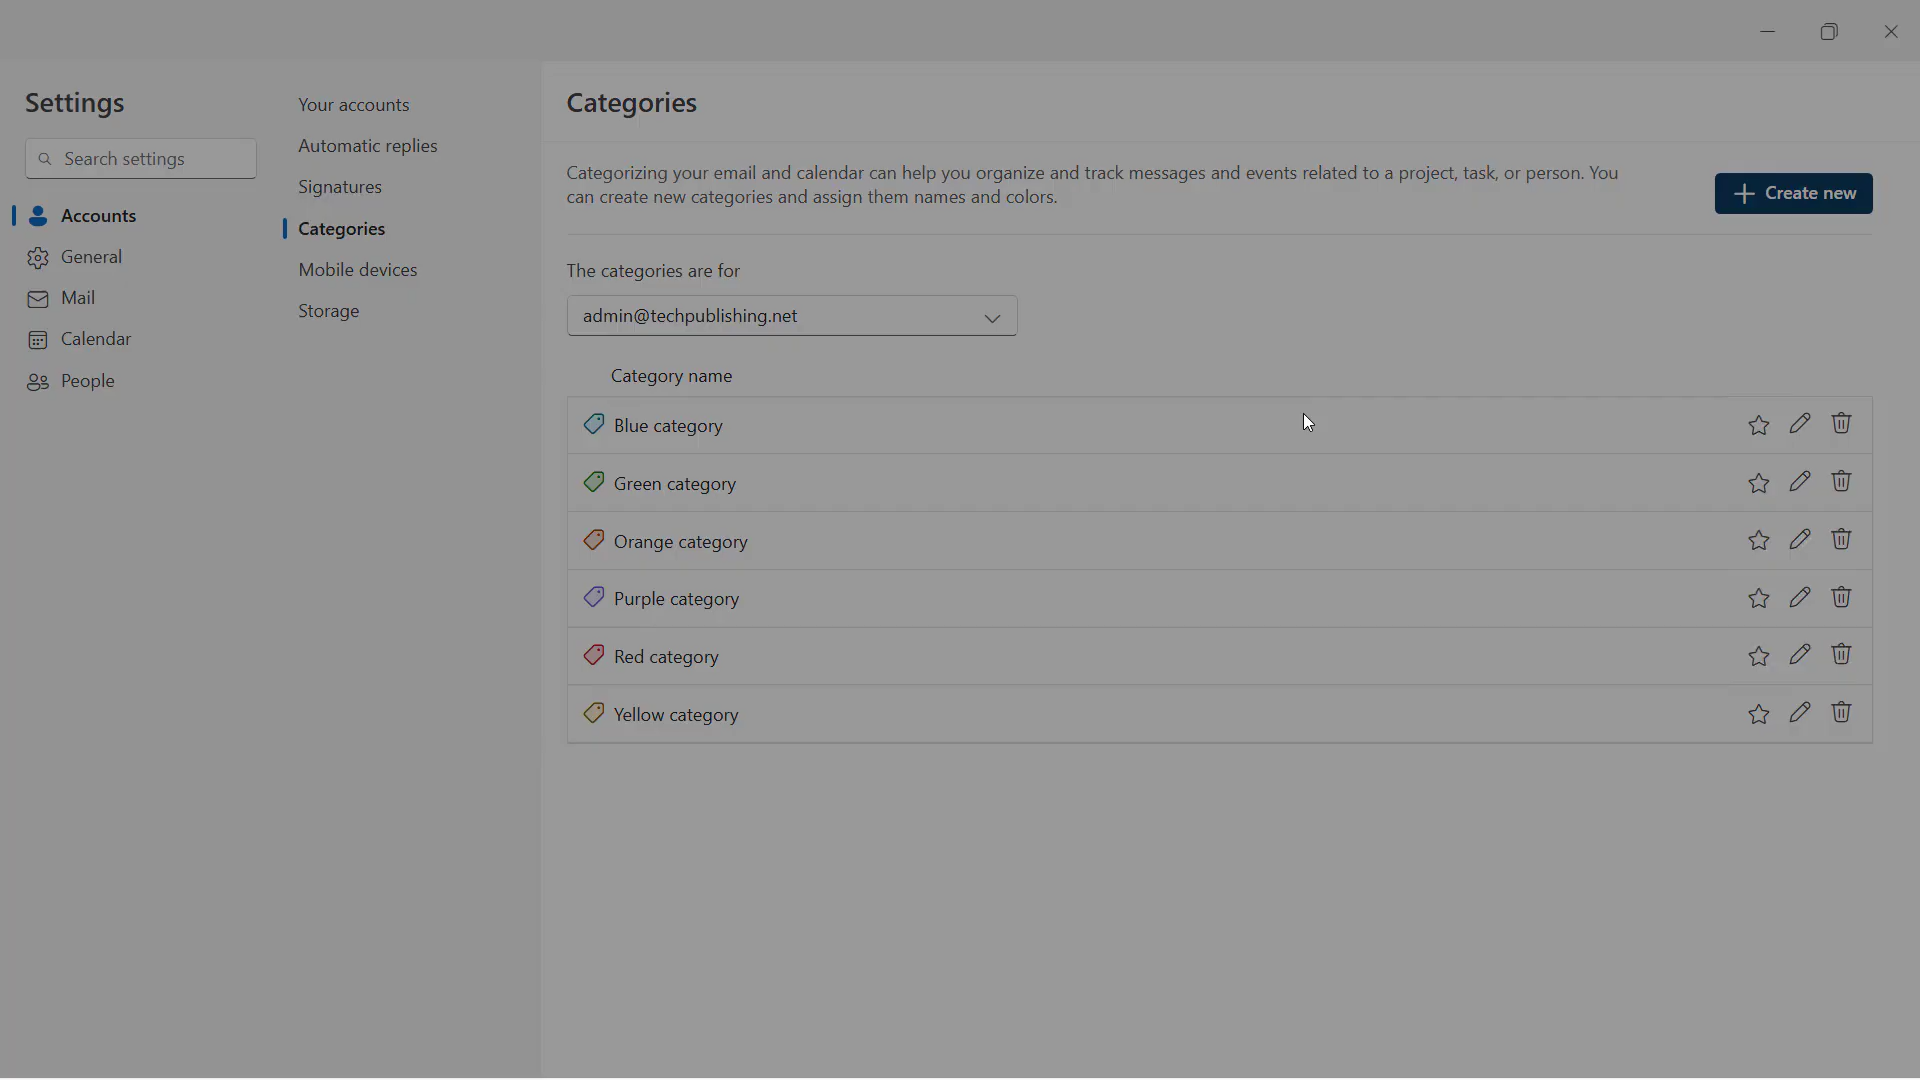 Settings
Search settings
Accounts
General
Mail
Calendar
People
Your accounts
Automatic replies
Signatures
Categories
Mobile devices
Storage
Categories
Categorizing your email and calendar can help you organize and track messages and events related to a project, task, or person. You
can create new categories and assign them names and colors.
Create new
The categories are for
admin@techpublishing.net
Category name
Blue category
Green category
Orange category
Purple category
Red category
Yellow category